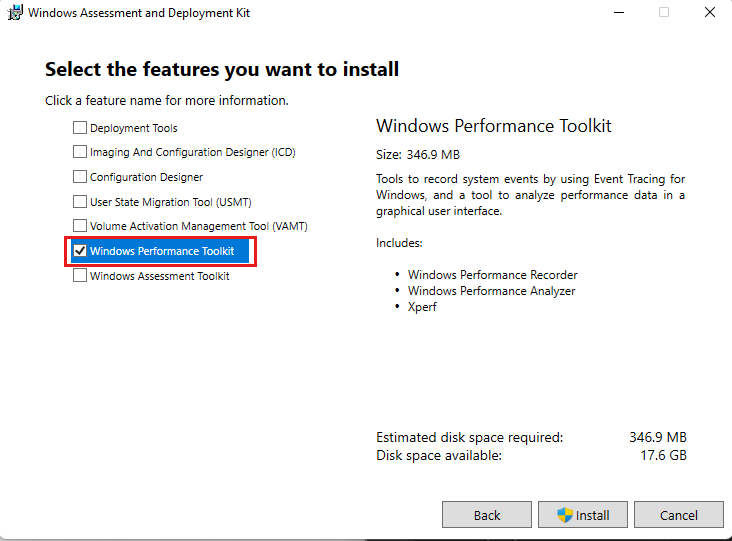 Windows Assessment and Deployment Kit
Select the features you want to install
Click a feature name for more information.
Deployment Tools
Imaging And Configuration Designer (ICD)
Configuration Designer
User State Migration Tool (USMT)
Volume Activation Management Tool (VAMT)
Windows Performance Toolkit
Windows Assessment Toolkit
Windows Performance Toolkit
Size: 346.9 MB
Tools to record system events by using Event Tracing for
Windows, and a tool to analyze performance data in a
graphical user interface.
Includes:
• Windows Performance Recorder
• Windows Performance Analyzer
• Xperf
Estimated disk space required: 346.9 MB
Disk space available: 17.6 GB
Back
Install
Cancel